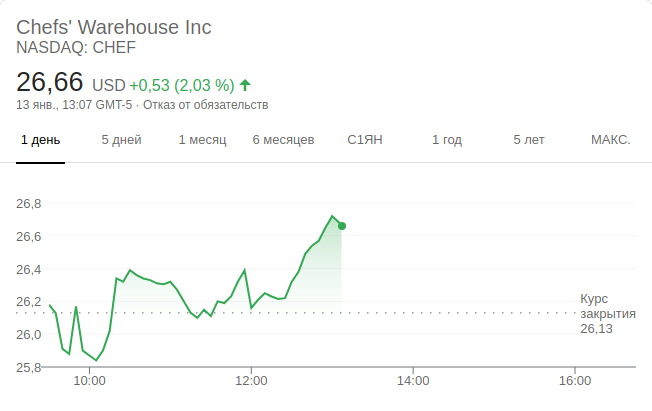 Chefs' Warehouse Inc
NASDAQ: CHEF
26,66 USD +0,53 (2,03 %)
13 янв., 13:07 GMT-5 · Отказ от обязательств
1 день 5 дней 1 месяц 6 месяцев С1ЯН 1 год 5 лет МАКС.
26,8
26,6
26,4
26,2
26,0
25,8
Курс
закрытия
26,13
10:00 12:00 14:00 16:00